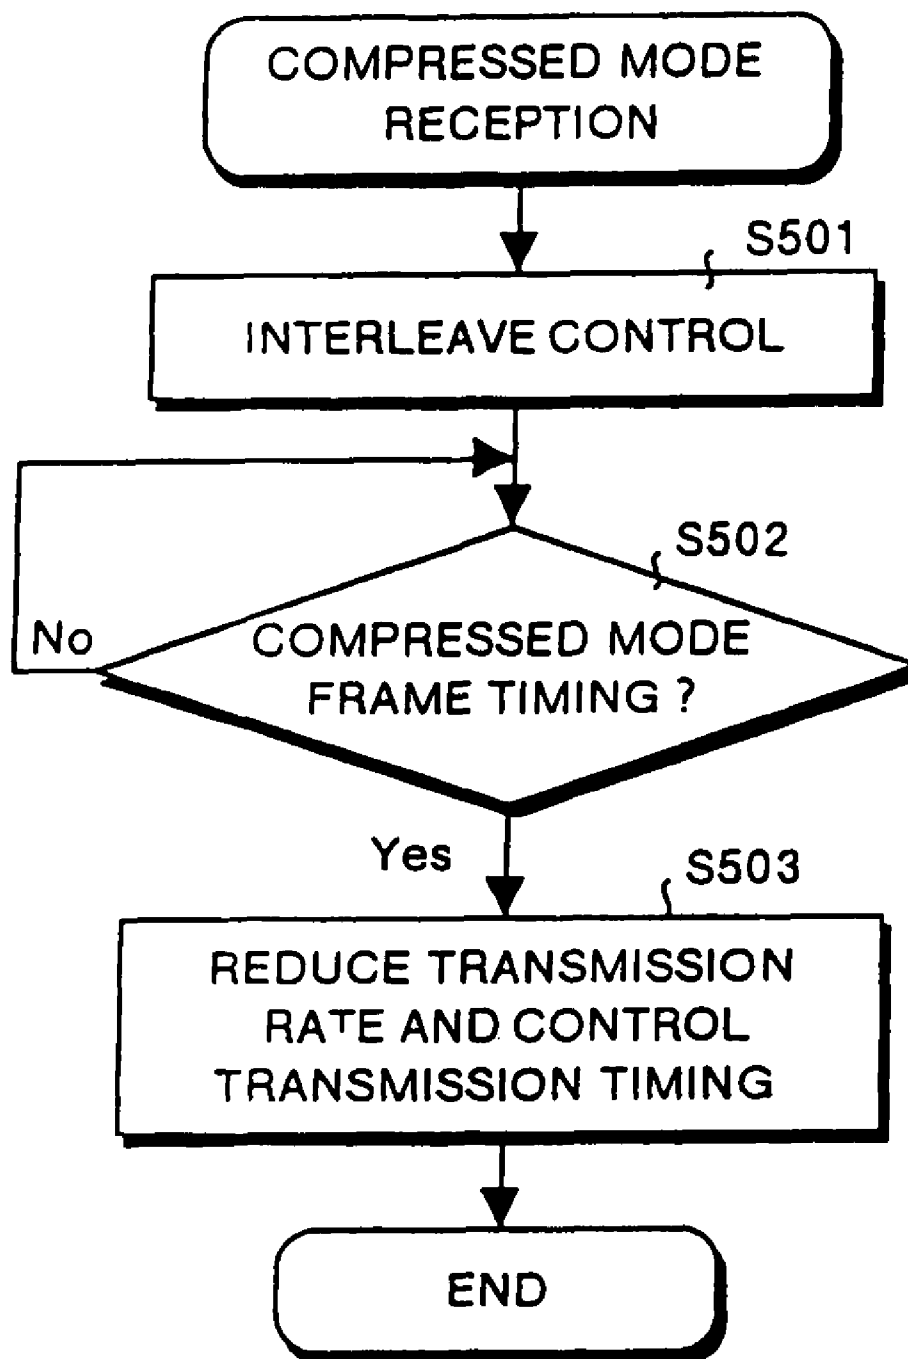 COMPRESSED MODE
RECEPTION
S501
INTERLEAVE CONTROL
S502
No
COMPRESSED MODE
FRAME TIMING ?
Yes
S503
REDUCE TRANSMISSION
RATE AND CONTROL
TRANSMISSION TIMING
END